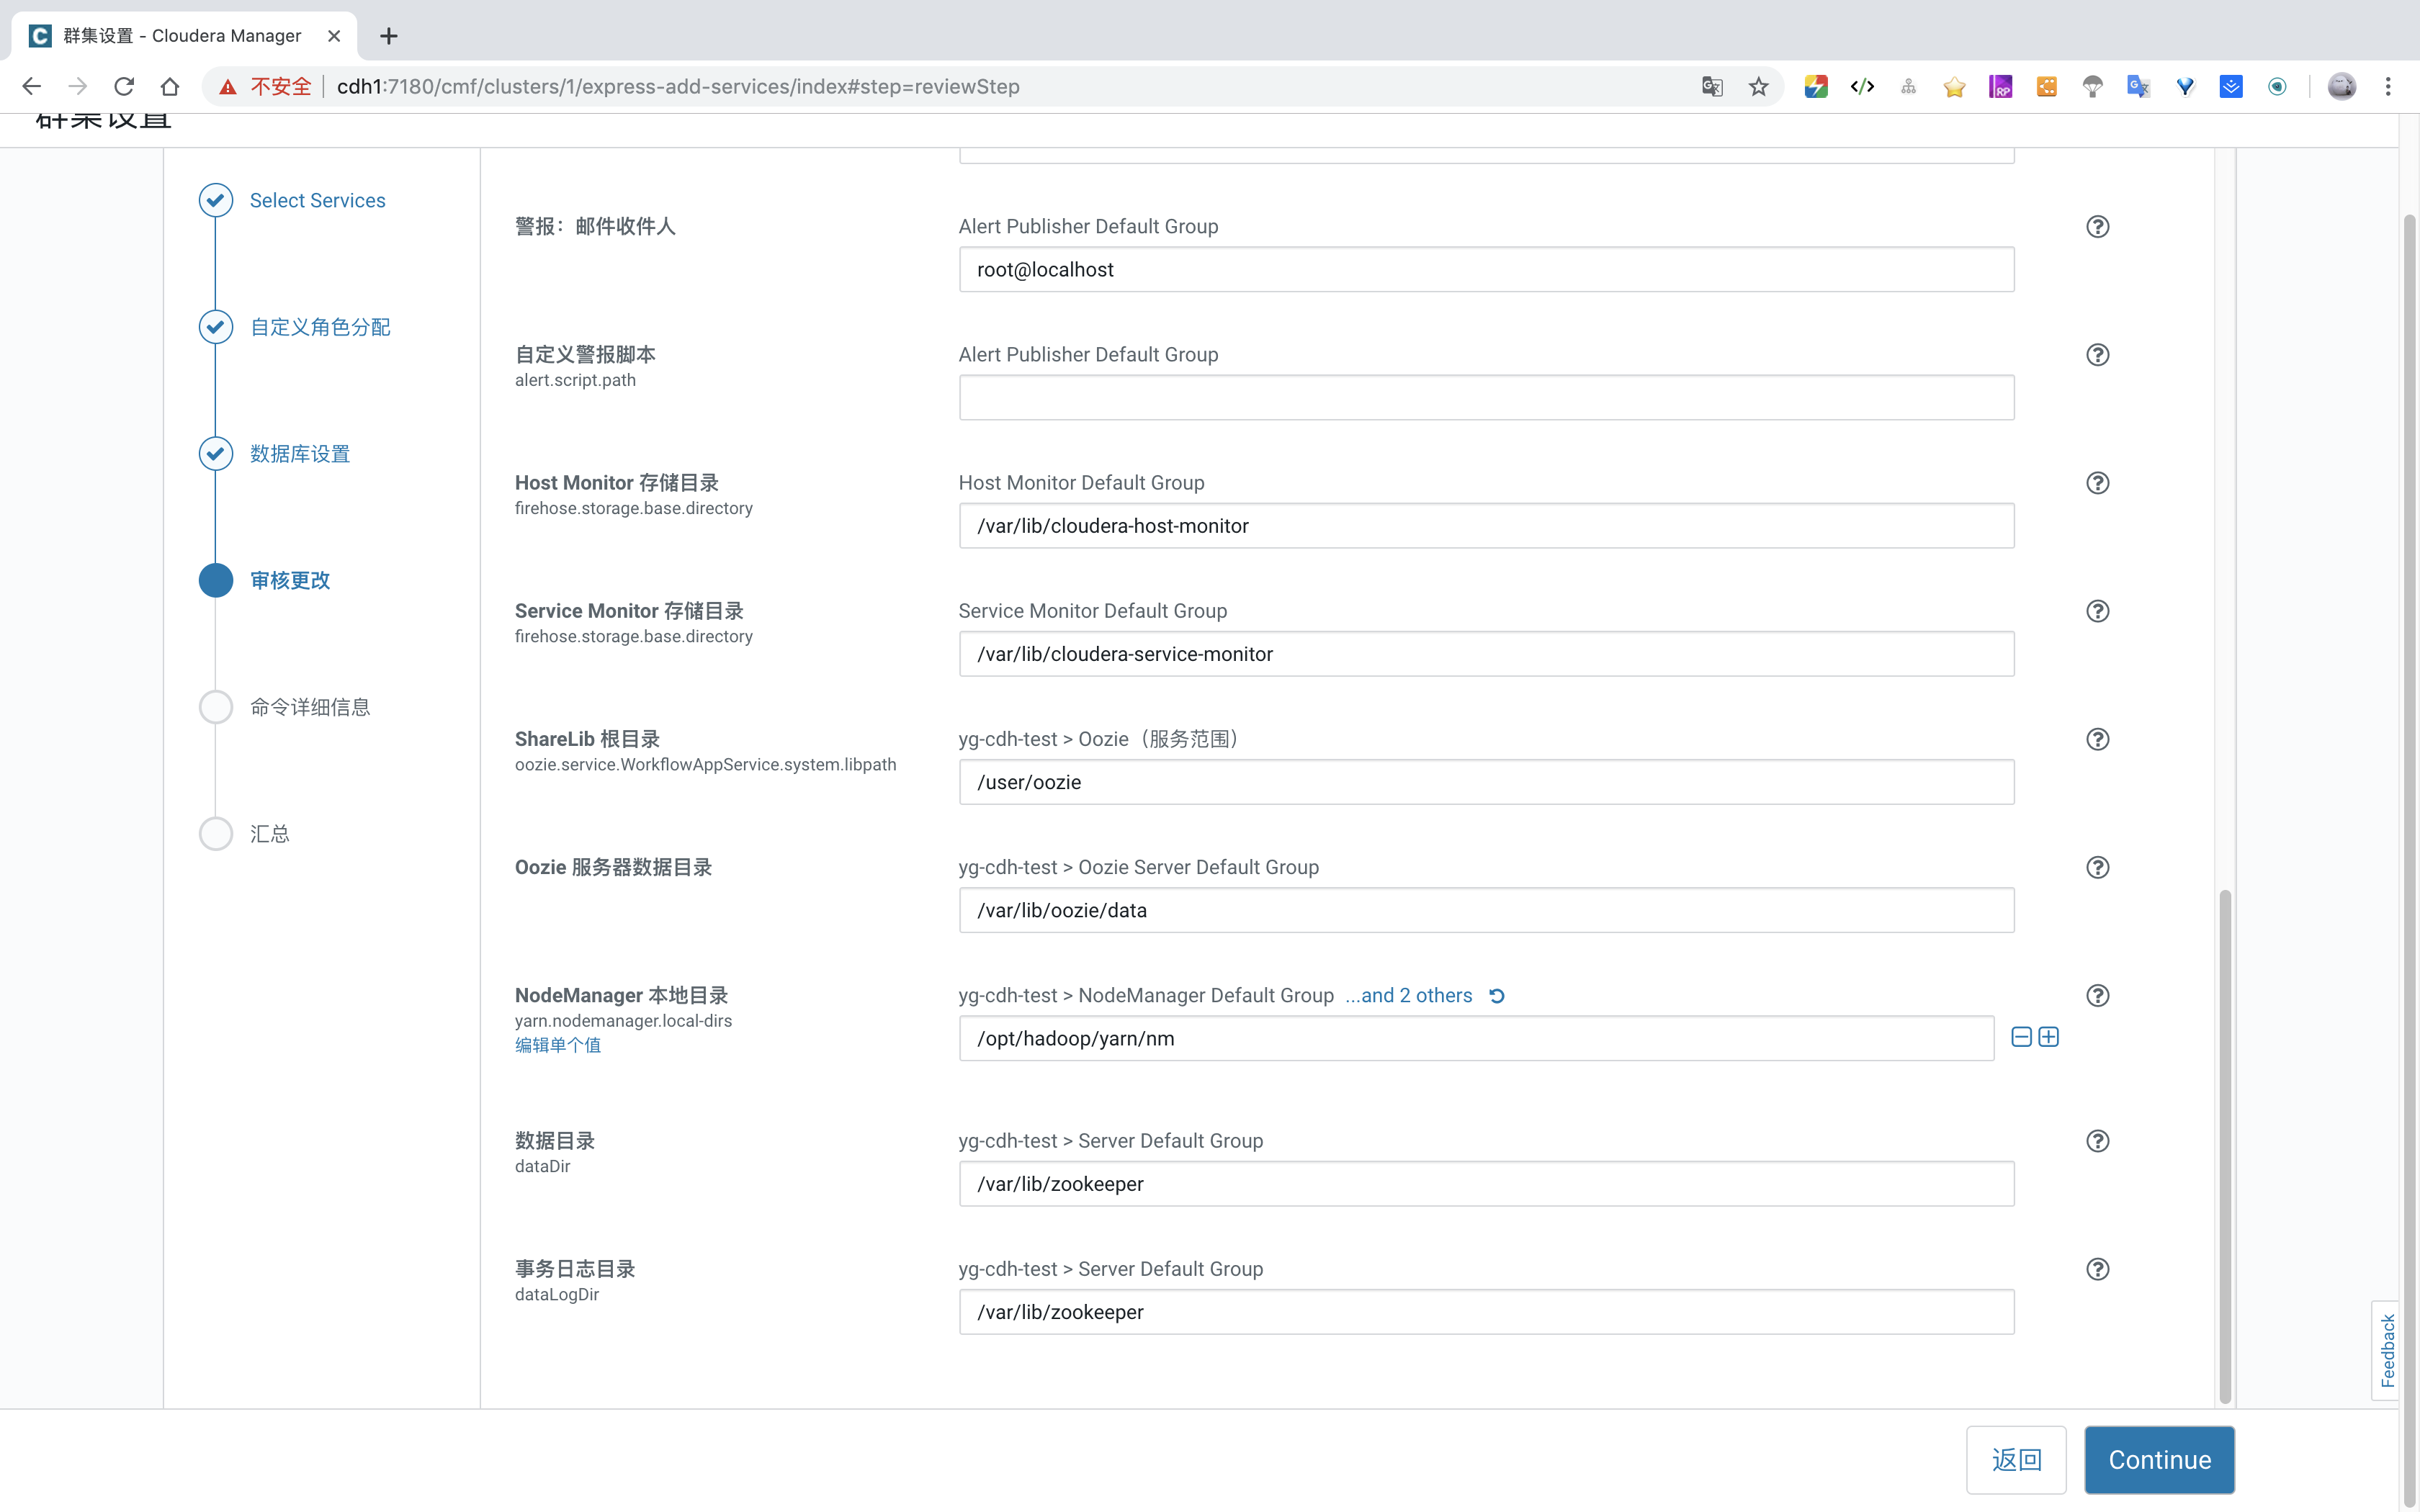 群集设置 - Cloudera Manager
不安全
cdh1:7180/cmf/clusters/1/express-add-services/index#step=reviewStep
群集设置
Select Services
自定义角色分配
数据库设置
审核更改
命令详细信息
汇总
警报：邮件收件人
Alert Publisher Default Group
root@localhost
自定义警报脚本
alert.script.path
Alert Publisher Default Group
Host Monitor 存储目录
firehose.storage.base.directory
Host Monitor Default Group
/var/lib/cloudera-host-monitor
Service Monitor 存储目录
firehose.storage.base.directory
Service Monitor Default Group
/var/lib/cloudera-service-monitor
ShareLib 根目录
oozie.service.WorkflowAppService.system.libpath
yg-cdh-test > Oozie（服务范围）
/user/oozie
Oozie 服务器数据目录
yg-cdh-test > Oozie Server Default Group
/var/lib/oozie/data
NodeManager 本地目录
yarn.nodemanager.local-dirs
编辑单个值
yg-cdh-test > NodeManager Default Group ...and 2 others
/opt/hadoop/yarn/nm
数据目录
dataDir
yg-cdh-test > Server Default Group
/var/lib/zookeeper
事务日志目录
dataLogDir
yg-cdh-test > Server Default Group
/var/lib/zookeeper
Feedback
返回
Continue